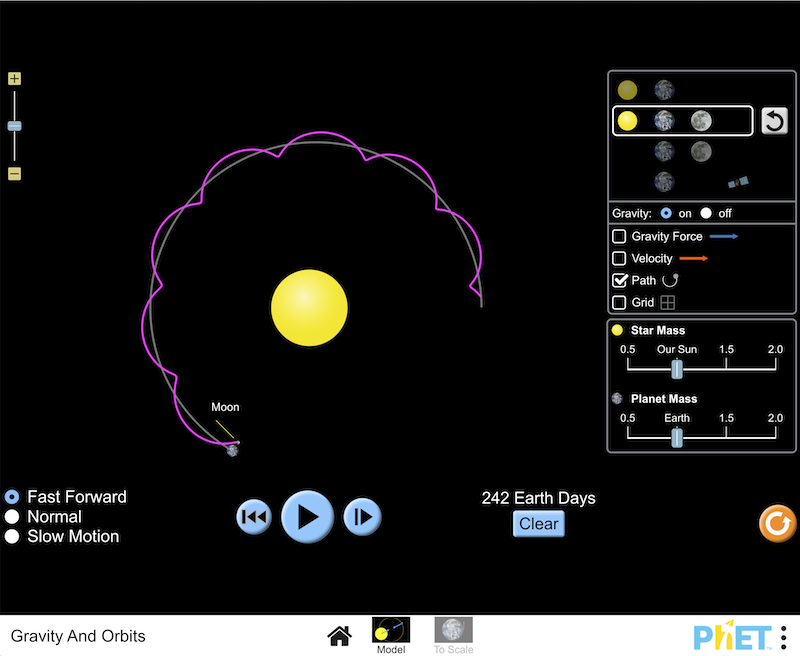 Gravity: on off
Gravity Force
Velocity
Path
Grid
Star Mass
0.5 Our Sun 1.5 2.0
Planet Mass
0.5 Earth 1.5 2.0
Moon
Fast Forward
Normal
Slow Motion
242 Earth Days
Clear
Gravity And Orbits
Model
To Scale
PhET